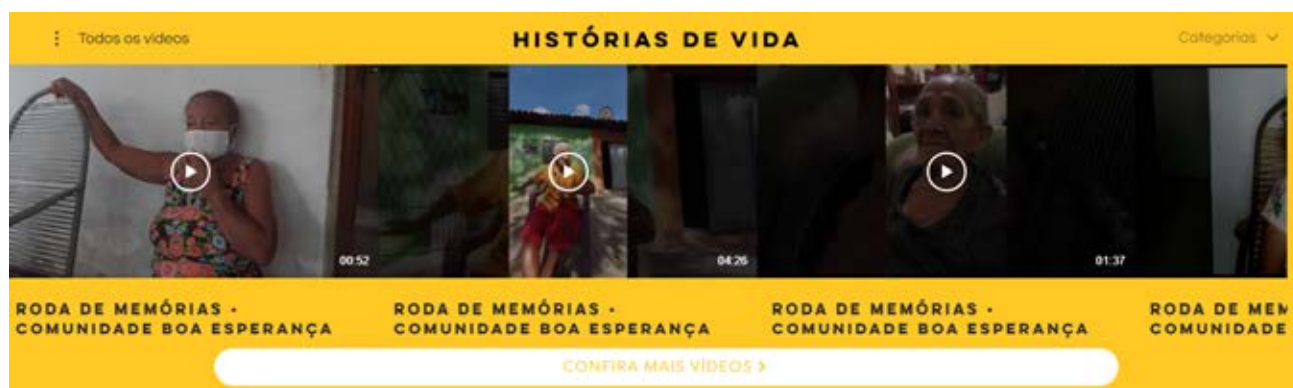 Todos os vídeos
HISTÓRIAS DE VIDA
Categorias
00:52
04:26
01:37
RODA DE MEMÓRIAS -
COMUNIDADE BOA ESPERANÇA
RODA DE MEMÓRIAS -
COMUNIDADE BOA ESPERANÇA
RODA DE MEMÓRIAS -
COMUNIDADE BOA ESPERANÇA
RODA DE MEM
COMUNIDADE
CONFIRA MAIS VÍDEOS >